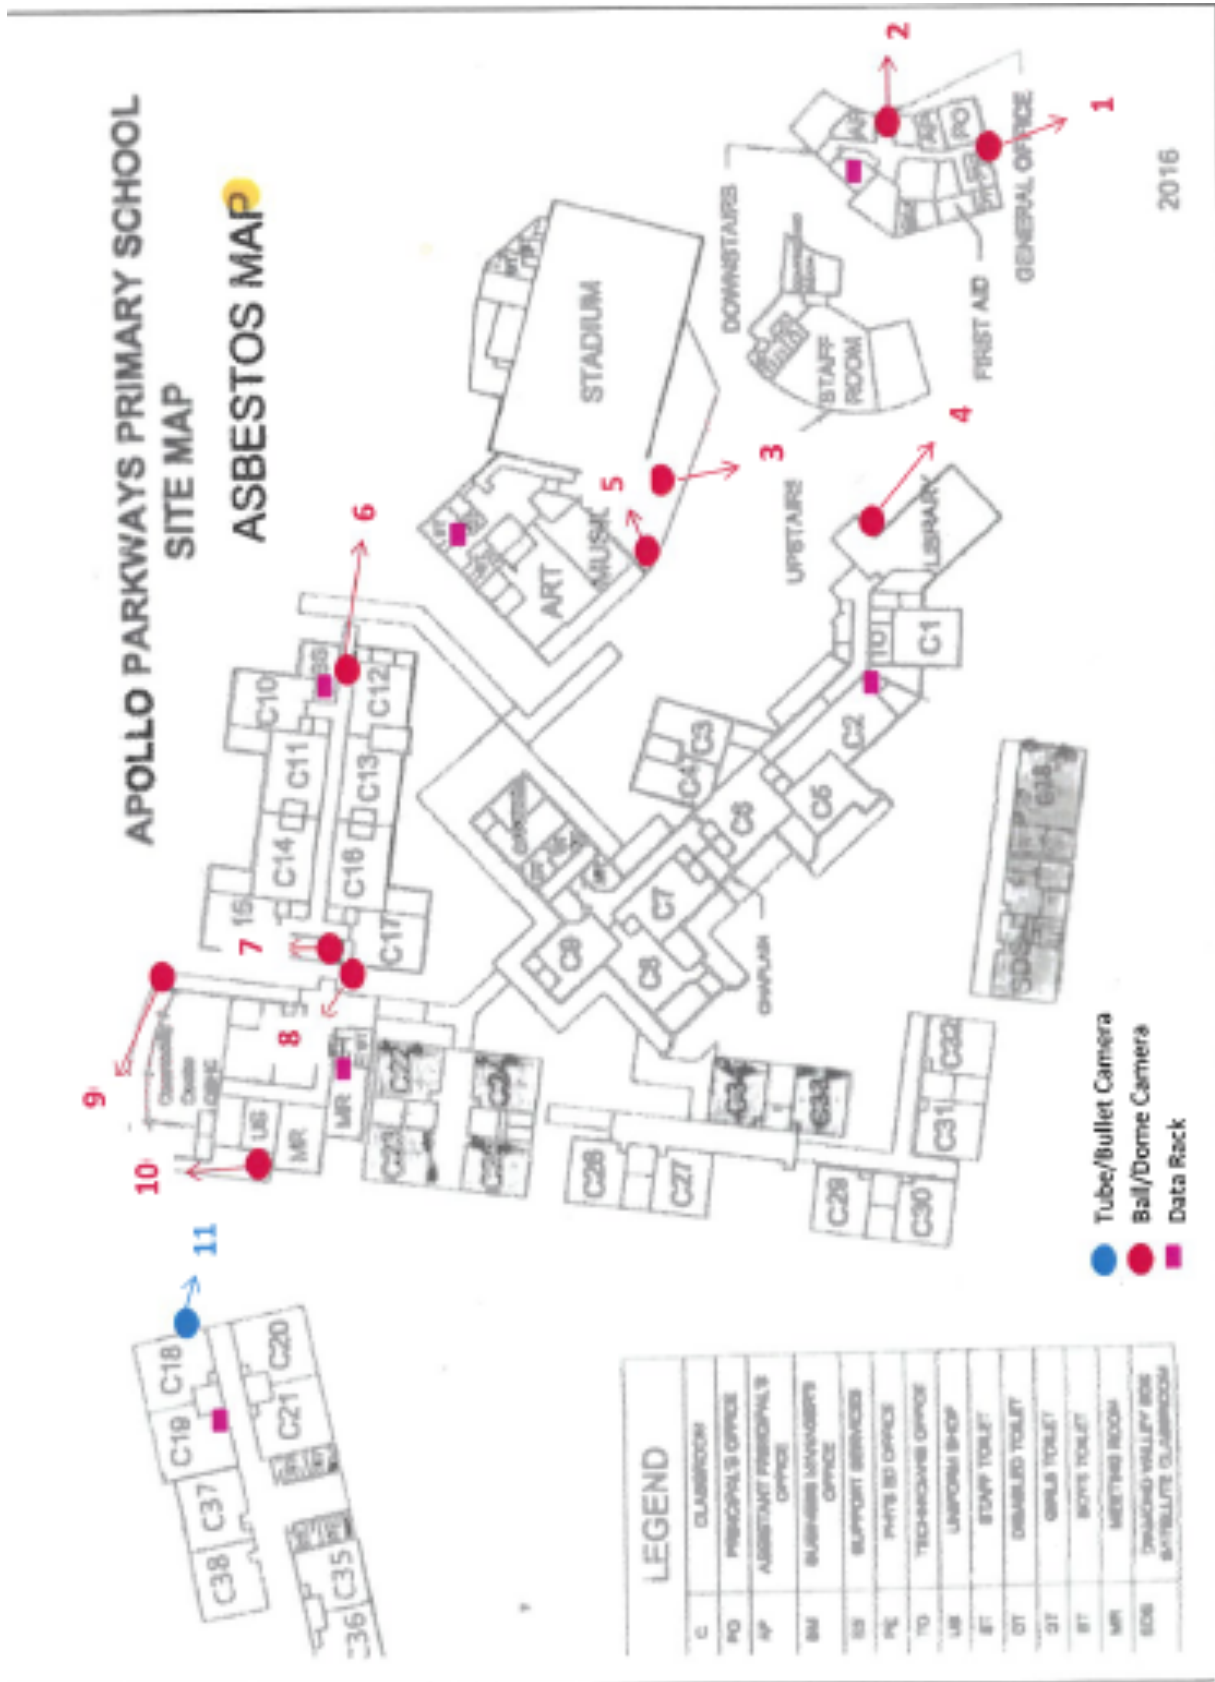 APOLLO PARKWAYS PRIMARY SCHOOL
SITE MAP
ASBESTOS MAP
9
10
11
7
8
6
5
3
4
2
1
C10
C11
C14
15
C12
C13
C16
C17
STADIUM
ART
MUSIC
DOWNSTAIRS
UPSTAIRS
STAFF
ROOM
FIRST AID
GENERAL OFFICE
AP
AP
PO
2016
LIBRARY
TO
C1
C2
C3
C4
C5
C6
C7
C8
C9
CHAPLAIN
US
MR
MR
C22
C23
C24
C26
C27
C29
C30
C31
C32
C33
C34
C18
C19
C20
C21
C37
C38
C35
C36
Tube/Bullet Camera
Ball/Dome Camera
Data Rack
LEGEND
C CLASSROOM
PO PRINCIPAL'S OFFICE
AP ASSISTANT PRINCIPAL'S
OFFICE
BM BUSINESS MANAGER'S
OFFICE
SS SUPPORT SERVICES
PE PHYS ED OFFICE
TO TECHNICIANS OFFICE
US UNIFORM SHOP
ST STAFF TOILET
DT DISABLED TOILET
GT GIRLS TOILET
BT BOYS TOILET
MR MEETING ROOM
SDS DIAMOND VALLEY SDS
SATELLITE CLASSROOM